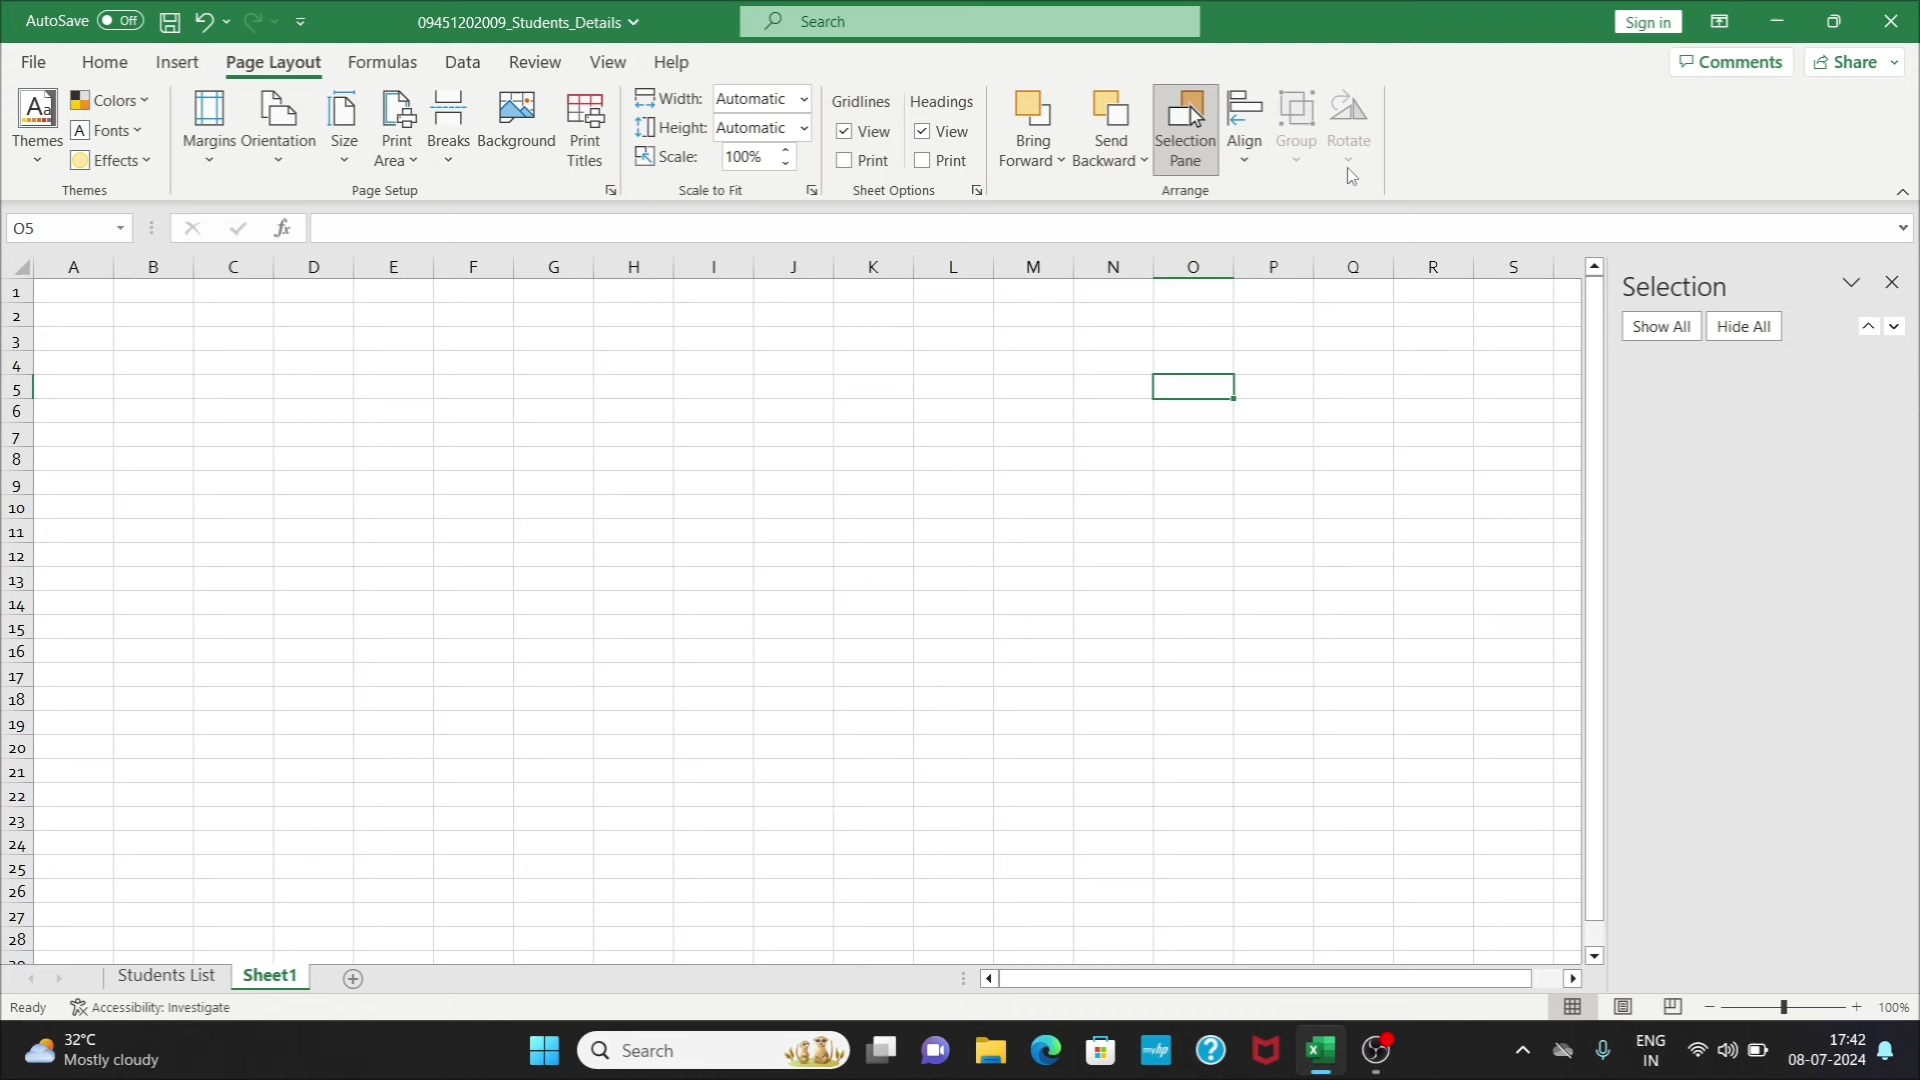 AutoSave Off 09451202009_Students_Details Search Sign in
File Home Insert Page Layout Formulas Data Review View Help Comments Share
Themes
Aa
Colors
A Fonts
Effects
Themes
Margins
Orientation
Size
Print
Area
Breaks
Background
Print
Titles
Page Setup
Width: Automatic
Height: Automatic
Scale: 100%
Scale to Fit
Gridlines Headings
View View
Print Print
Sheet Options
Bring
Forward
Send
Backward
Selection
Pane
Align
Group
Rotate
Arrange
O5 fx
A B C D E F G H I J K L M N O P Q R S
1
2
3
4
5
6
7
8
9
10
11
12
13
14
15
16
17
18
19
20
21
22
23
24
25
26
27
28
Selection
Show All Hide All
Students List Sheet1
Ready Accessibility: Investigate 100%
32°C
Mostly cloudy
Search
myhp
ENG
IN
17:42
08-07-2024